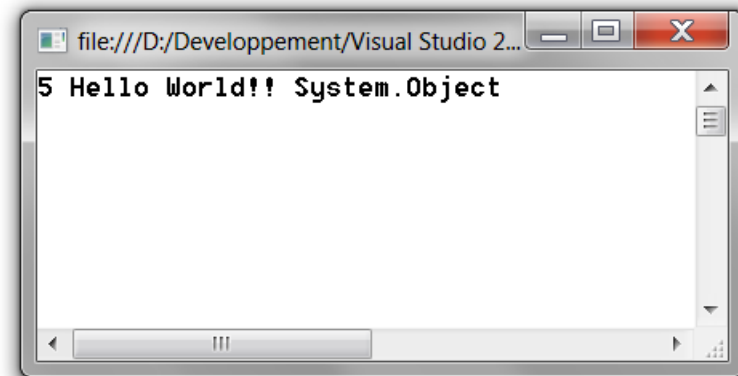 file:///D:/Developpement/Visual Studio 2...
5 Hello World!! System.Object